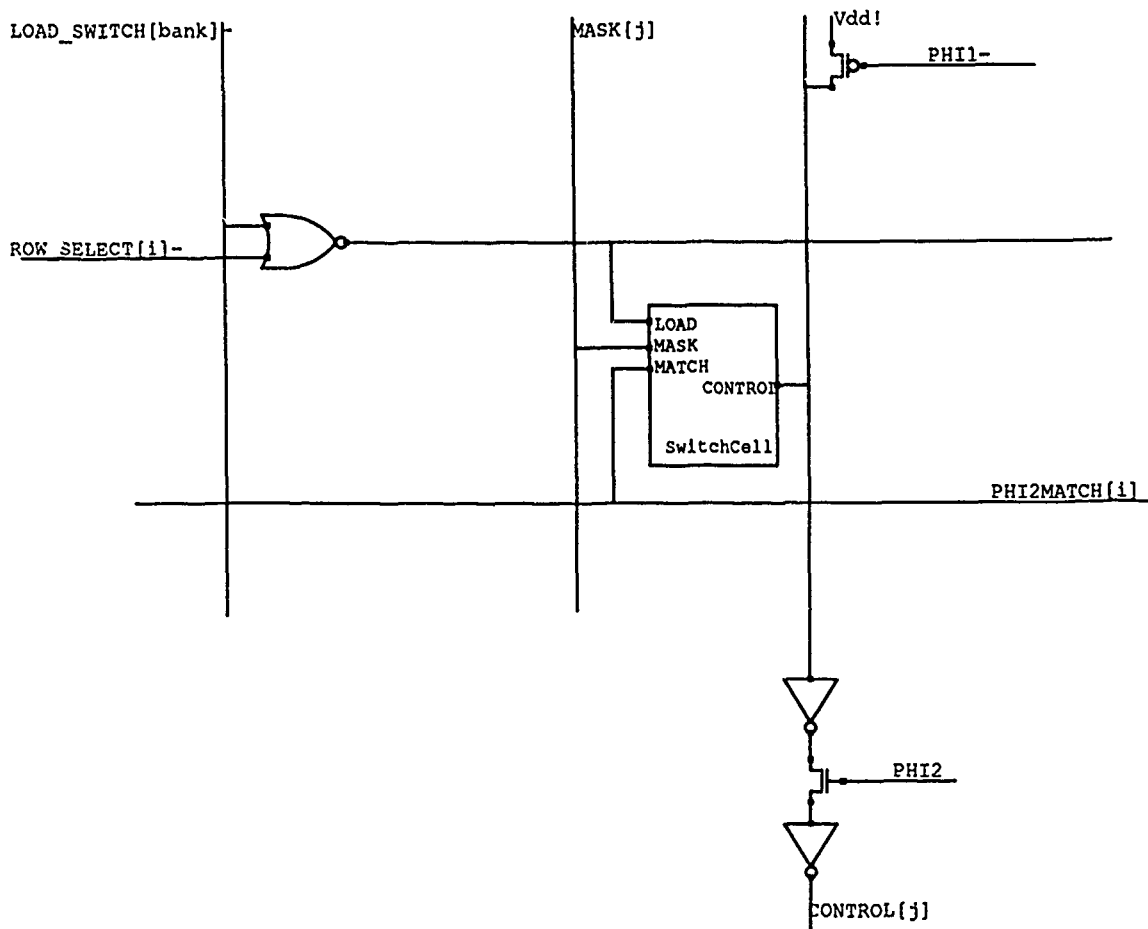 LOAD_SWITCH[bank]-
MASK[j]
Vdd!
PHI1-
ROW_SELECT[i]-
LOAD
MASK
MATCH
CONTROL
SwitchCell
PHI2MATCH[i]
PHI2
CONTROL[j]